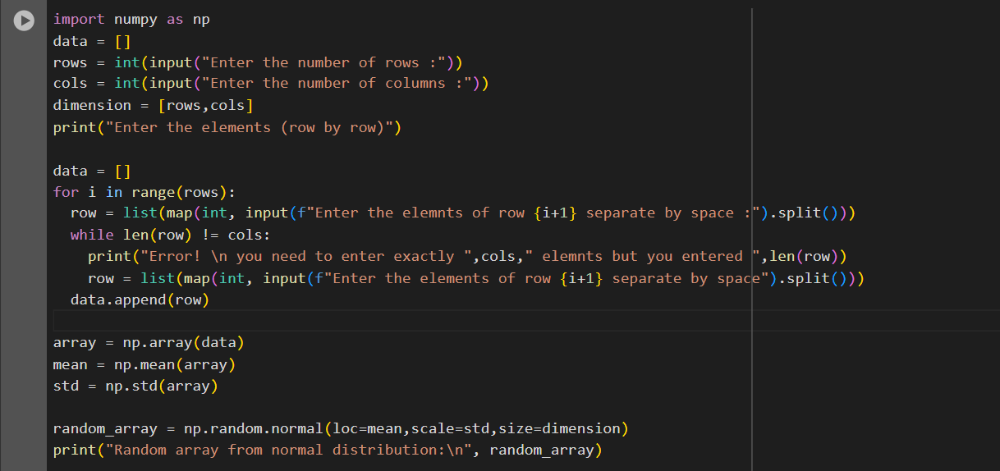 import numpy as np
data = []
rows = int(input("Enter the number of rows :"))
cols = int(input("Enter the number of columns :"))
dimension = [rows,cols]
print("Enter the elements (row by row)")

data = []
for i in range(rows):
  row = list(map(int, input(f"Enter the elemnts of row {i+1} separate by space :").split()))
  while len(row) != cols:
    print("Error! \n you need to enter exactly ",cols," elemnts but you entered ",len(row))
    row = list(map(int, input(f"Enter the elements of row {i+1} separate by space").split()))
  data.append(row)

array = np.array(data)
mean = np.mean(array)
std = np.std(array)

random_array = np.random.normal(loc=mean,scale=std,size=dimension)
print("Random array from normal distribution:\n", random_array)